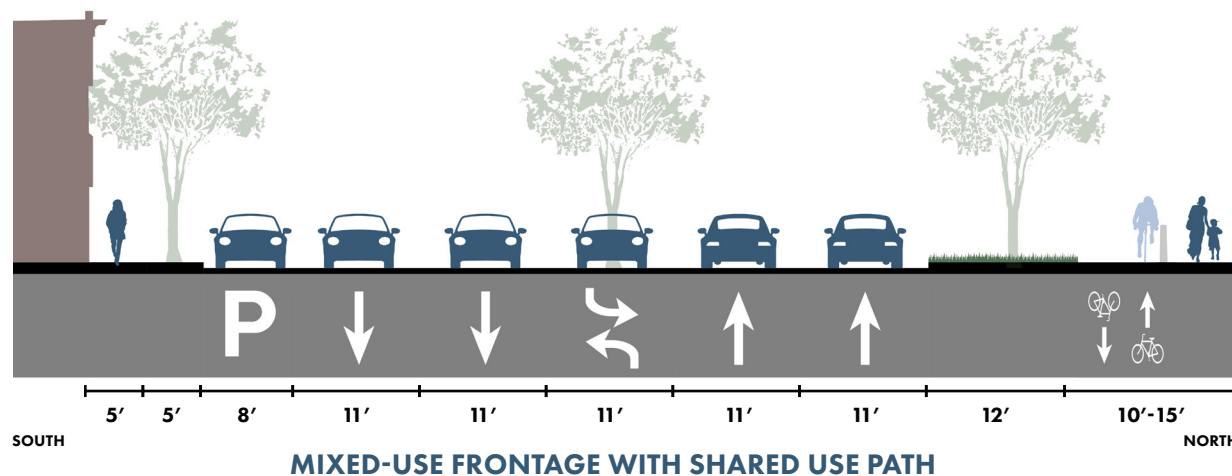 P
5’ 5’ 8’ 11’ 11’ 11’ 11’ 11’ 12’ 10’-15’
SOUTH NORTH
MIXED-USE FRONTAGE WITH SHARED USE PATH